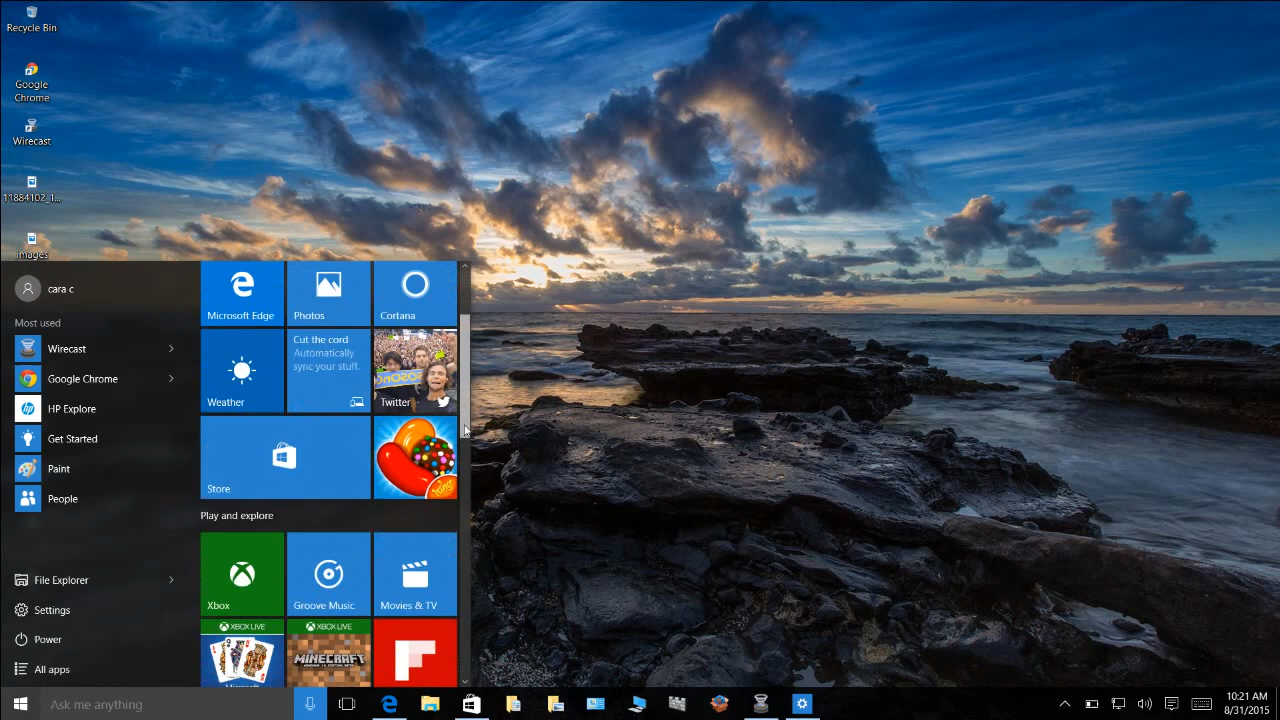 Recycle Bin
Google
Chrome
Wirecast
11884102_1...
images
cara c
Most used
Wirecast
Google Chrome
HP Explore
Get Started
Paint
People
File Explorer
Settings
Power
All apps
Microsoft Edge
Photos
Cortana
Weather
Cut the cord
Automatically
sync your stuff.
Twitter
Store
King
Play and explore
Xbox
Groove Music
Movies & TV
XBOX LIVE
XBOX LIVE
Microsoft
MINECRAFT
Ask me anything
10:21 AM
8/31/2015